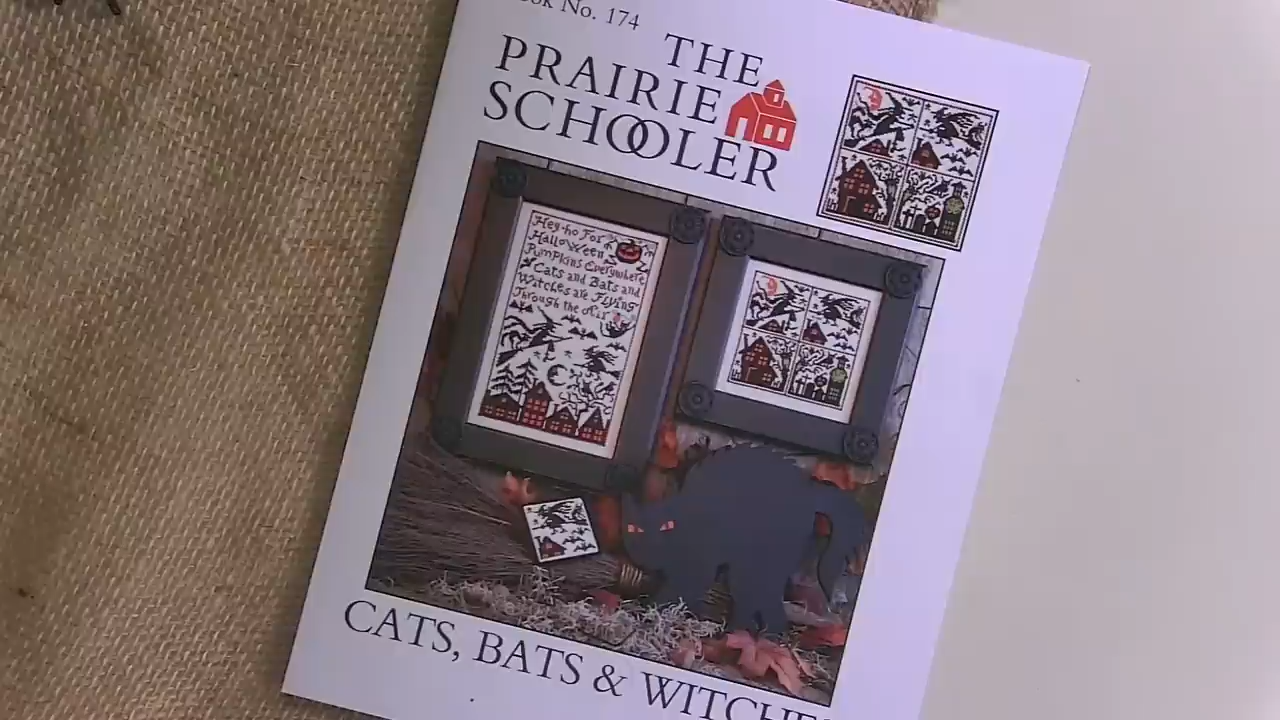 Book No. 174
THE
PRAIRIE
SCHOOLER
Hey-ho For
Halloween
Pumpkins Everywhere
Cats and Bats and
Witches are Flying
Through the Air
CATS, BATS & WITCHE